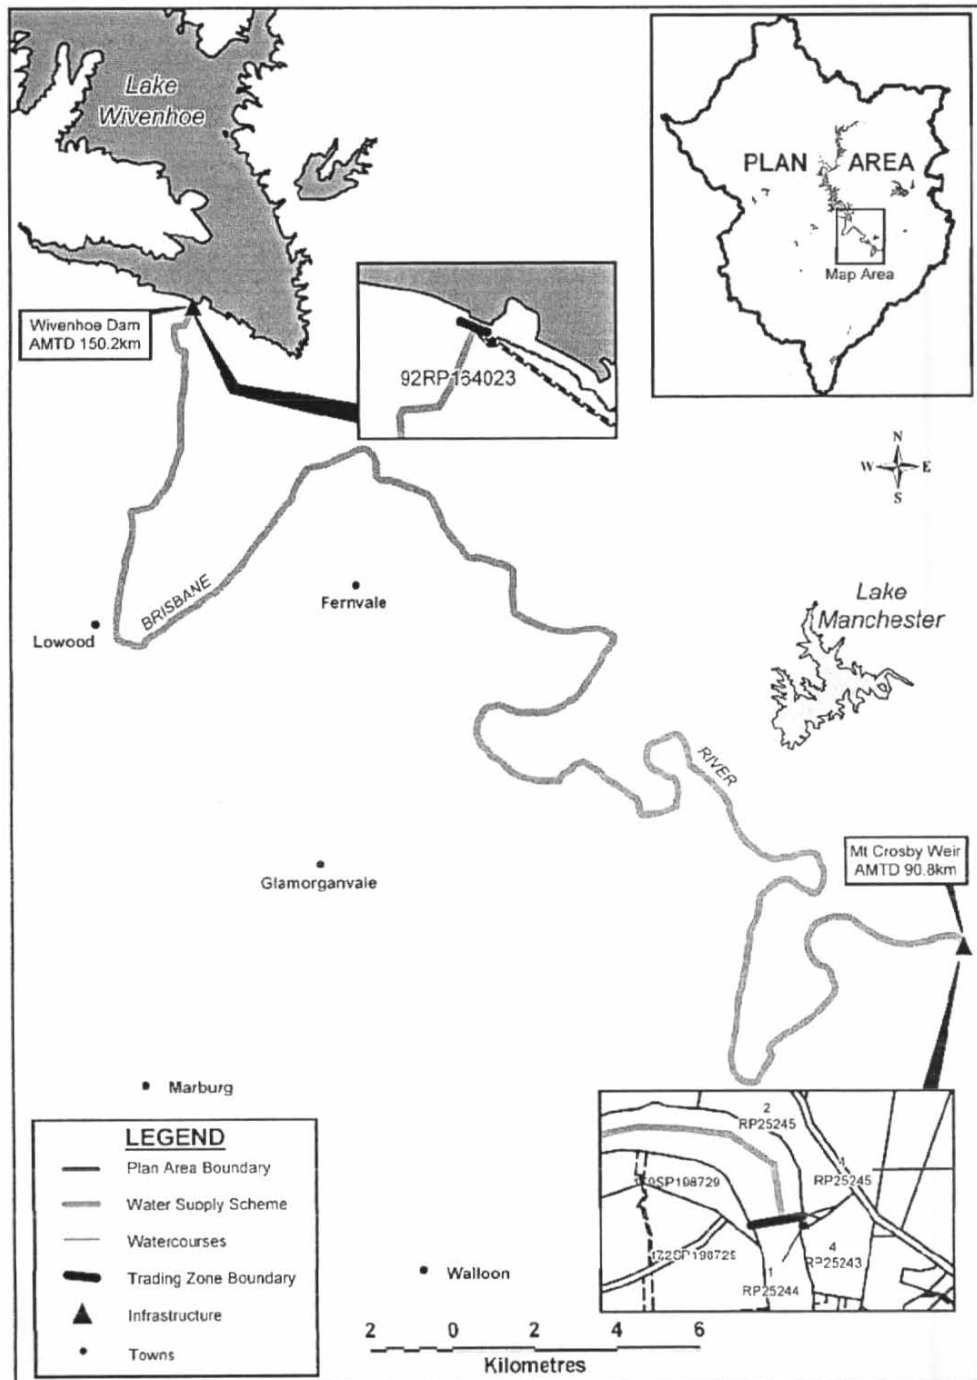 Lake
Wivenhoe
PLAN AREA
Map Area
Wivenhoe Dam
AMTD 150.2km
92RP164023
N
W E
S
BRISBANE
Fernvale
Lowood
Lake
Manchester
RIVER
Glamorganvale
Mt Crosby Weir
AMTD 90.8km
Marburg
2
RP25245
RP25245
4
RP25243
1
RP25244
LEGEND
Plan Area Boundary
Water Supply Scheme
Watercourses
Trading Zone Boundary
Infrastructure
Towns
Walloon
2 0 2 4 6
Kilometres